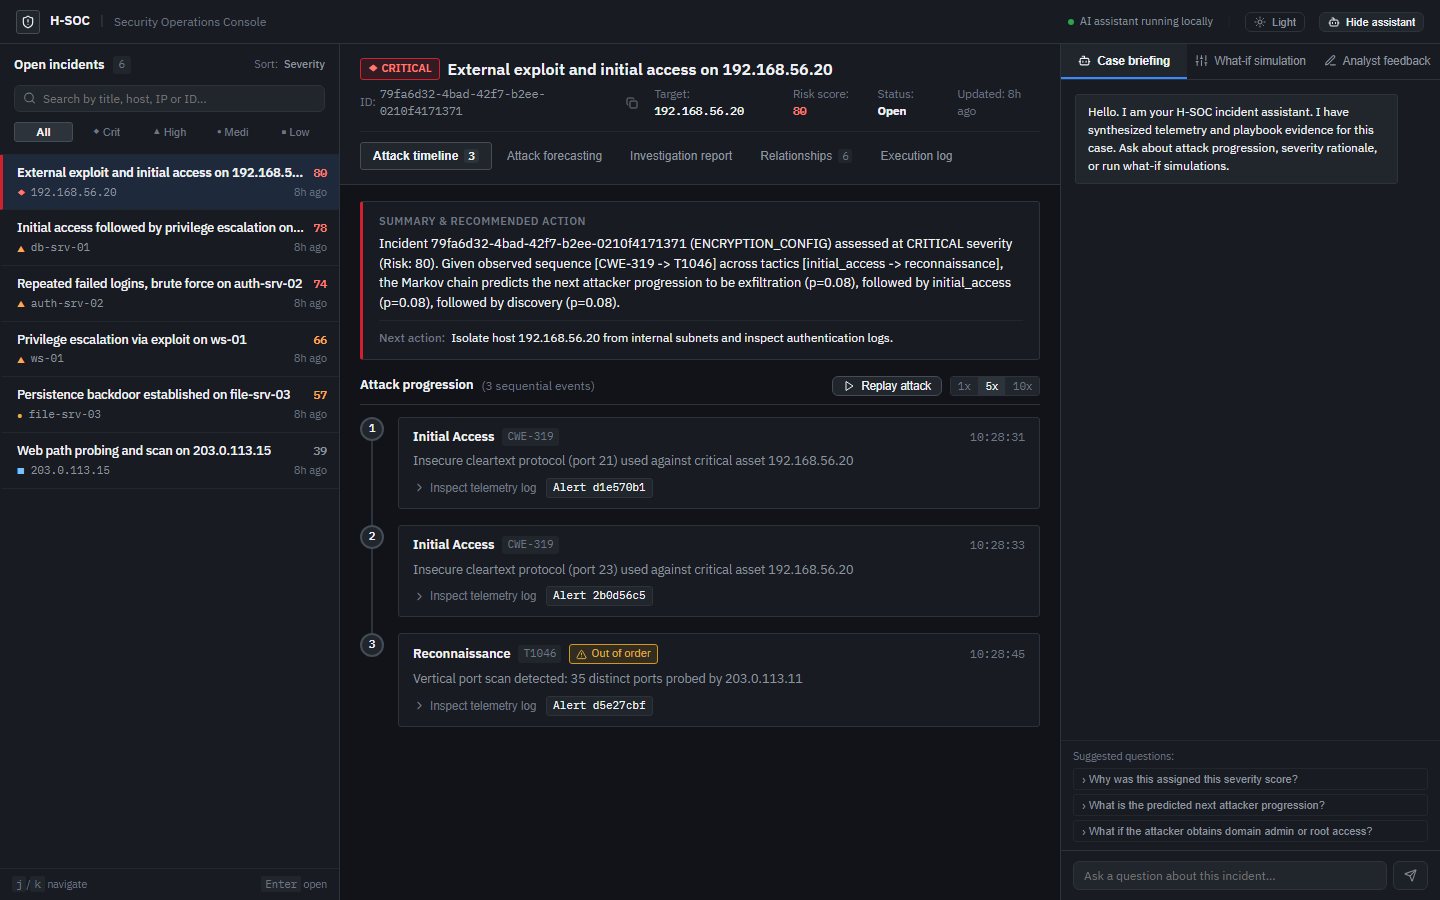 H-SOC | Security Operations Console
AI assistant running locally
Light
Hide assistant
Open incidents 6
Sort: Severity
Search by title, host, IP or ID...
All
Crit
High
Medi
Low
External exploit and initial access on 192.168.5... 80
192.168.56.20 8h ago
Initial access followed by privilege escalation on... 78
db-srv-01 8h ago
Repeated failed logins, brute force on auth-srv-02 74
auth-srv-02 8h ago
Privilege escalation via exploit on ws-01 66
ws-01 8h ago
Persistence backdoor established on file-srv-03 57
file-srv-03 8h ago
Web path probing and scan on 203.0.113.15 39
203.0.113.15 8h ago
j / k navigate
Enter open
CRITICAL External exploit and initial access on 192.168.56.20
ID: 79fa6d32-4bad-42f7-b2ee-
0210f4171371
Target:
192.168.56.20
Risk score:
80
Status:
Open
Updated: 8h
ago
Attack timeline 3
Attack forecasting
Investigation report
Relationships 6
Execution log
SUMMARY & RECOMMENDED ACTION
Incident 79fa6d32-4bad-42f7-b2ee-0210f4171371 (ENCRYPTION_CONFIG) assessed at CRITICAL severity
(Risk: 80). Given observed sequence [CWE-319 -> T1046] across tactics [initial_access -> reconnaissance],
the Markov chain predicts the next attacker progression to be exfiltration (p=0.08), followed by initial_access
(p=0.08), followed by discovery (p=0.08).
Next action: Isolate host 192.168.56.20 from internal subnets and inspect authentication logs.
Attack progression (3 sequential events)
Replay attack
1x 5x 10x
1
Initial Access CWE-319 10:28:31
Insecure cleartext protocol (port 21) used against critical asset 192.168.56.20
Inspect telemetry log Alert d1e570b1
2
Initial Access CWE-319 10:28:33
Insecure cleartext protocol (port 23) used against critical asset 192.168.56.20
Inspect telemetry log Alert 2b0d56c5
3
Reconnaissance T1046 Out of order 10:28:45
Vertical port scan detected: 35 distinct ports probed by 203.0.113.11
Inspect telemetry log Alert d5e27cbf
Case briefing
What-if simulation
Analyst feedback
Hello. I am your H-SOC incident assistant. I have
synthesized telemetry and playbook evidence for this
case. Ask about attack progression, severity rationale,
or run what-if simulations.
Suggested questions:
› Why was this assigned this severity score?
› What is the predicted next attacker progression?
› What if the attacker obtains domain admin or root access?
Ask a question about this incident...